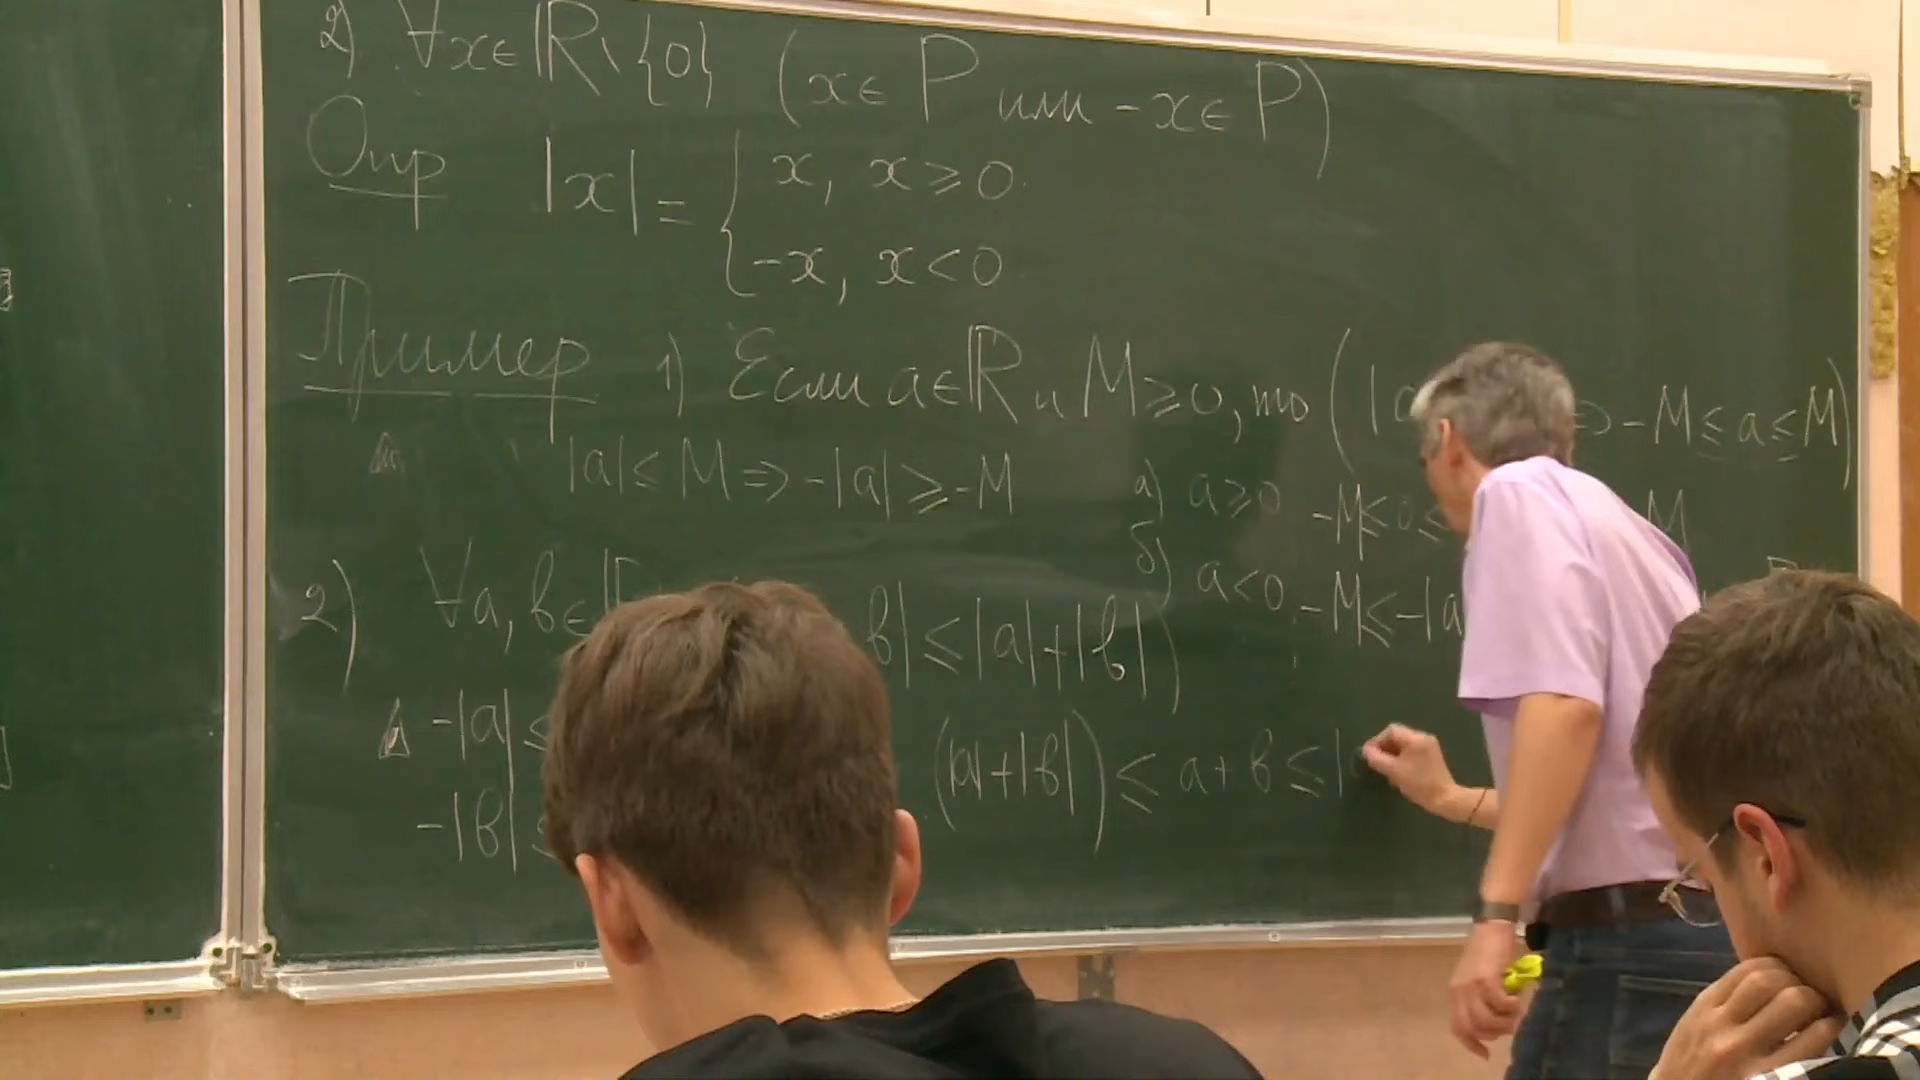 2) ∀x∈ℝ\{0} (x∈P или -x∈P)
Опр |x| = { x, x ⩾ 0.
-x, x < 0
Пример 1) Если a∈ℝ и M⩾0, то ( |a ⇒ -M ≤ a ≤ M)
|a| ≤ M ⇒ -|a| ⩾ -M
а) a⩾0 -M ≤ 0 ≤ M
б) a<0 -M ≤ -|a
2) ∀a, b∈ℝ b| ≤ |a|+|b| )
△ -|a| ≤ (|a|+|b|) ≤ a+b ≤ |
-|b| ≤